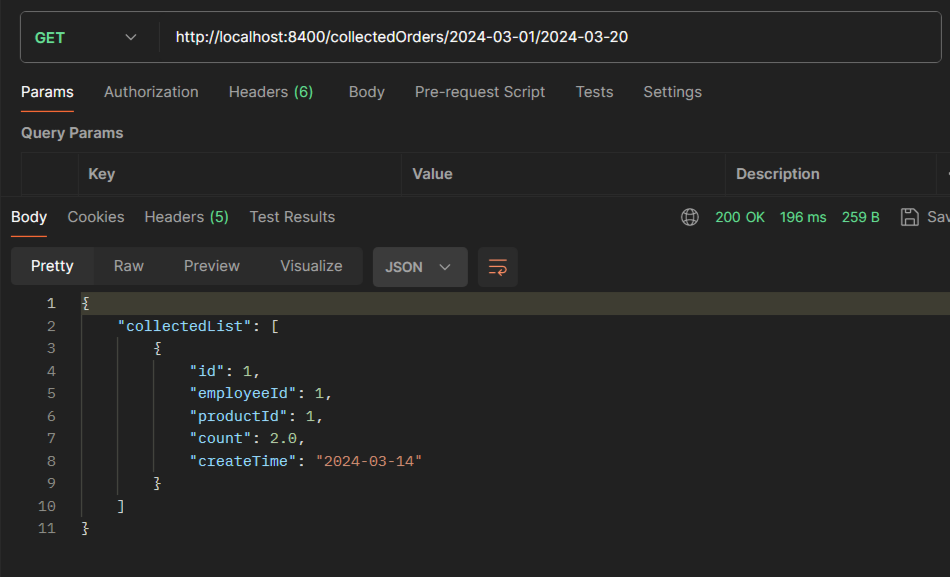 GET http://localhost:8400/collectedOrders/2024-03-01/2024-03-20
Params Authorization Headers (6) Body Pre-request Script Tests Settings
Query Params
Key Value Description
Body Cookies Headers (5) Test Results 200 OK 196 ms 259 B Sav
Pretty Raw Preview Visualize JSON
1 {
2 "collectedList": [
3 {
4 "id": 1,
5 "employeeId": 1,
6 "productId": 1,
7 "count": 2.0,
8 "createTime": "2024-03-14"
9 }
10 ]
11 }